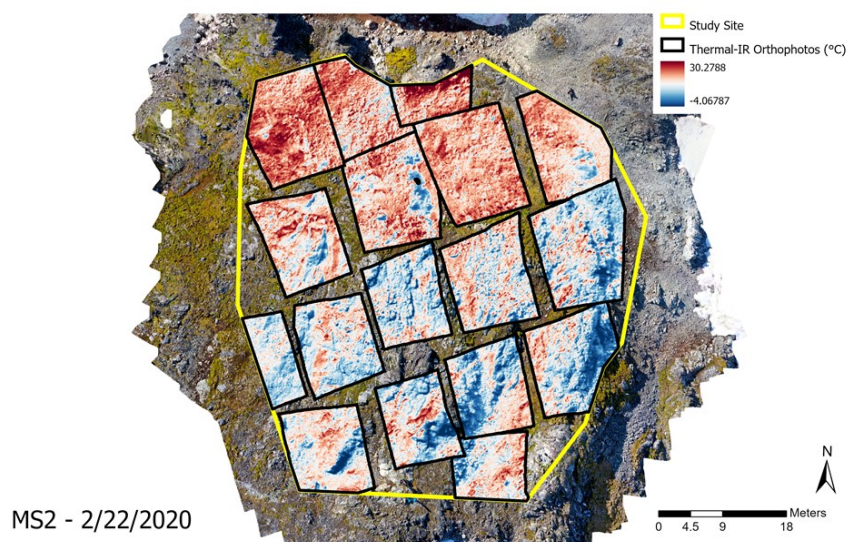 Study Site
Thermal-IR Orthophotos (°C)
30.2788
-4.06787
N
Meters
0 4.5 9 18
MS2 - 2/22/2020